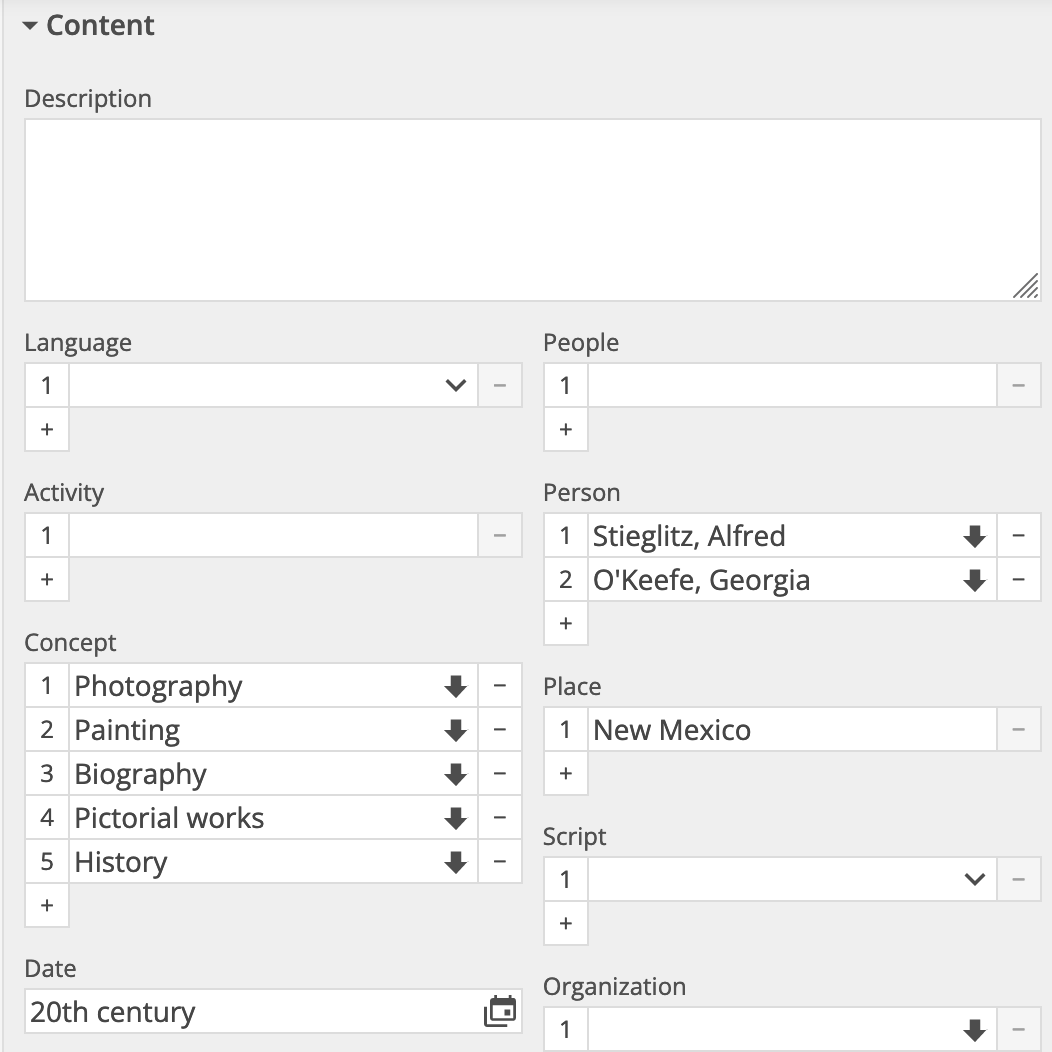 Content
Description
Language
1
+
Activity
1
+
Concept
1 Photography
2 Painting
3 Biography
4 Pictorial works
5 History
+
Date
20th century
People
1
+
Person
1 Stieglitz, Alfred
2 O'Keefe, Georgia
+
Place
1 New Mexico
+
Script
1
+
Organization
1